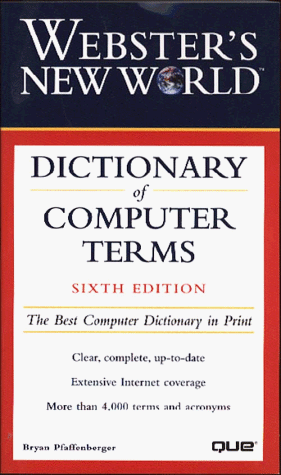 WEBSTER'S
NEW WORLD™
DICTIONARY
of
COMPUTER
TERMS
SIXTH EDITION
The Best Computer Dictionary in Print
Clear, complete, up-to-date
Extensive Internet coverage
More than 4,000 terms and acronyms
Bryan Pfaffenberger
que®